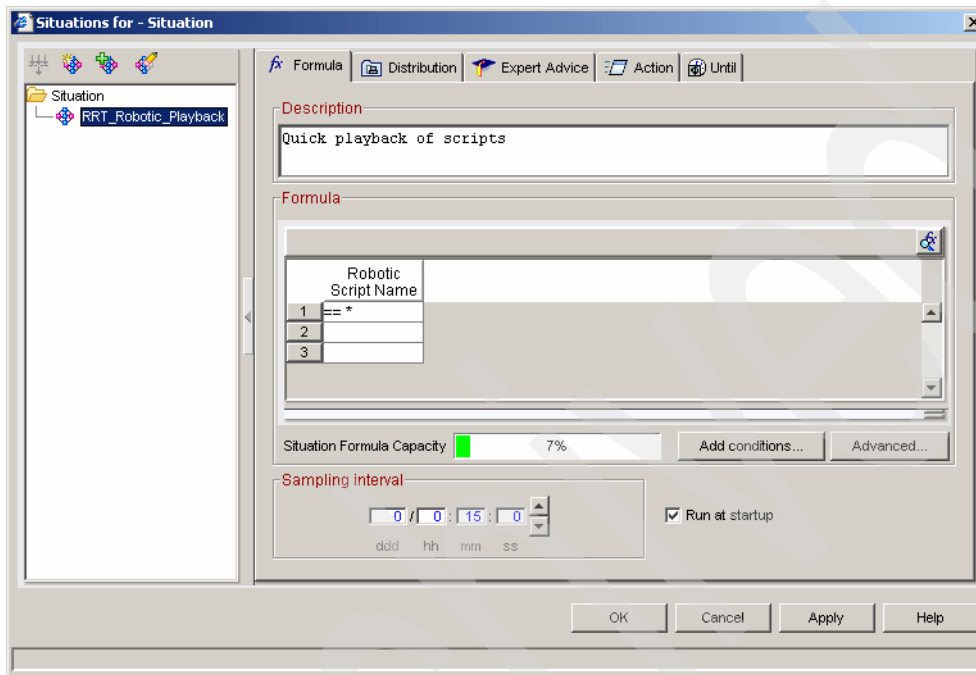 Situations for - Situation
Situation
RRT_Robotic_Playback
Formula
Distribution
Expert Advice
Action
Until
Description
Quick playback of scripts
Formula
Robotic
Script Name
1 == *
2
3
Situation Formula Capacity 7% Add conditions... Advanced...
Sampling interval
0 / 0 : 15 : 0
ddd hh mm ss
Run at startup
OK Cancel Apply Help